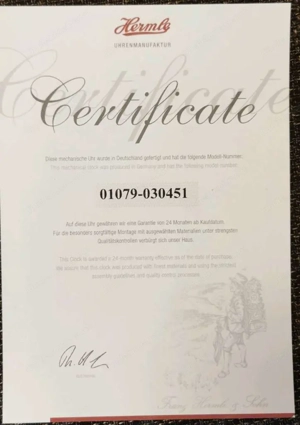 Hermle
UHRENMANUFAKTUR
Certificate
Diese mechanische Uhr wurde in Deutschland gefertigt und hat die folgende Modell-Nummer:
This mechanical clock was produced in Germany and has the following model number:
01079-030451
Auf diese Uhr gewähren wir eine Garantie von 24 Monaten ab Kaufdatum.
Für die besonders sorgfältige Montage mit ausgewählten Materialien unter strengsten
Qualitätskontrollen verbürgt sich unser Haus.
This Clock is awarded a 24 month warranty effective as of the date of purchase.
We assure that this clock was produced with finest materials and using the strictest
assembly guidelines and quality control processes.
Franz Hermle & Sohn